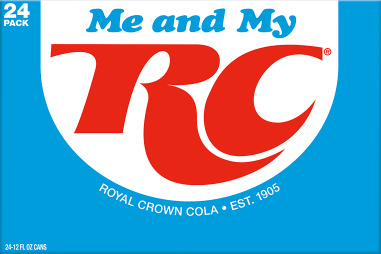 24
PACK
Me and My
RC®
ROYAL CROWN COLA • EST. 1905
24-12 FL OZ CANS